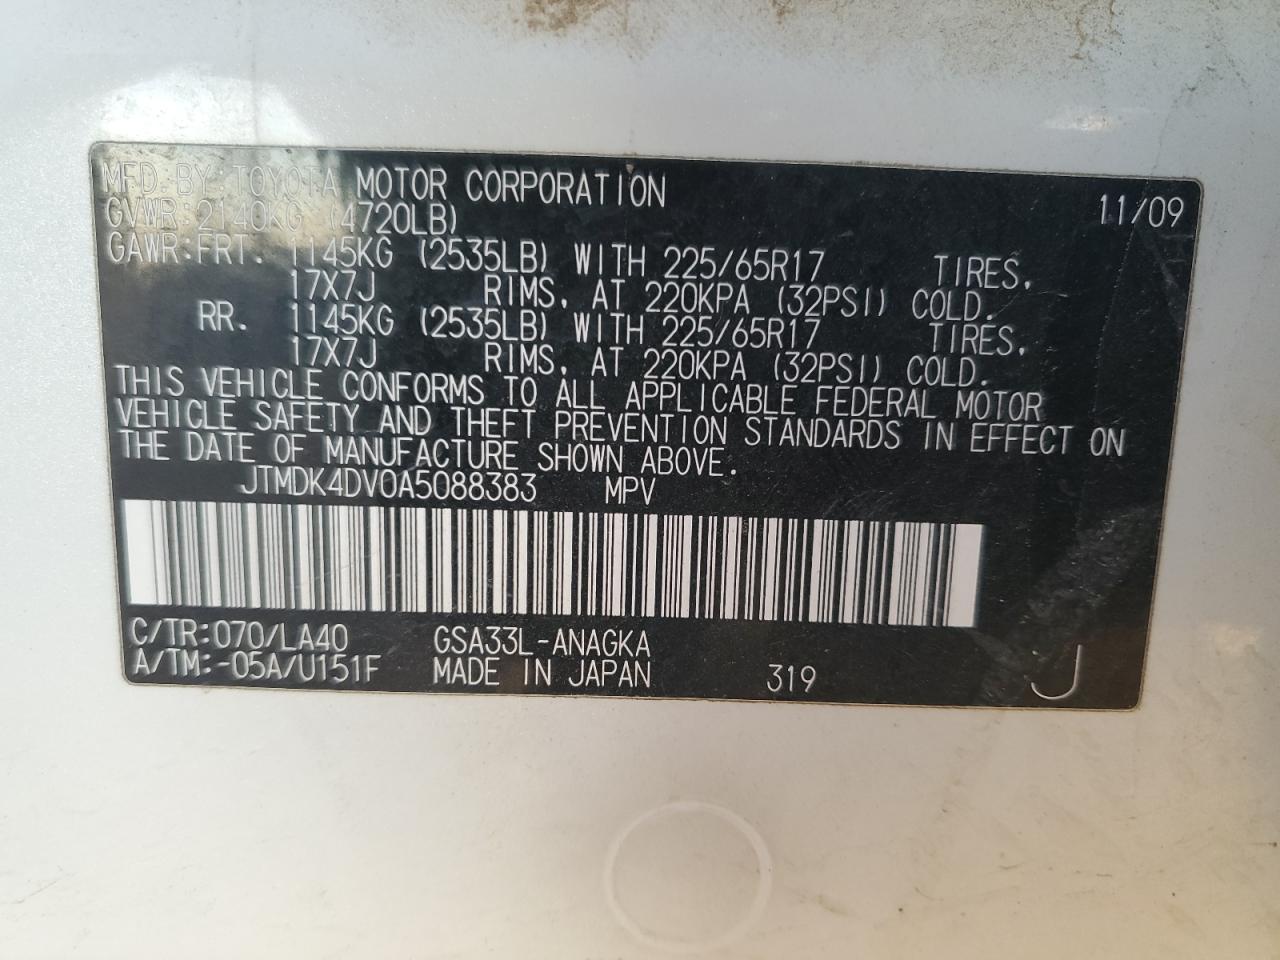 MFD. BY: TOYOTA MOTOR CORPORATION 11/09
GVWR: 2140KG (4720LB)
GAWR: FRT. 1145KG (2535LB) WITH 225/65R17 TIRES,
17X7J RIMS, AT 220KPA (32PSI) COLD.
RR. 1145KG (2535LB) WITH 225/65R17 TIRES,
17X7J RIMS, AT 220KPA (32PSI) COLD.
THIS VEHICLE CONFORMS TO ALL APPLICABLE FEDERAL MOTOR
VEHICLE SAFETY AND THEFT PREVENTION STANDARDS IN EFFECT ON
THE DATE OF MANUFACTURE SHOWN ABOVE.
JTMDK4DV0A5088383 MPV
C/TR:070/LA40 GSA33L-ANAGKA
A/TM:-05A/U151F MADE IN JAPAN 319 J